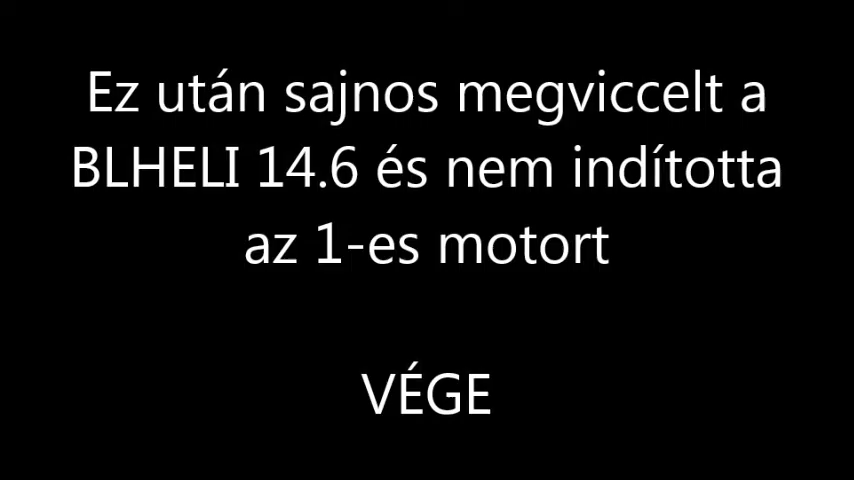 Ez után sajnos megviccelt a
BLHELI 14.6 és nem indította
az 1-es motort
VÉGE